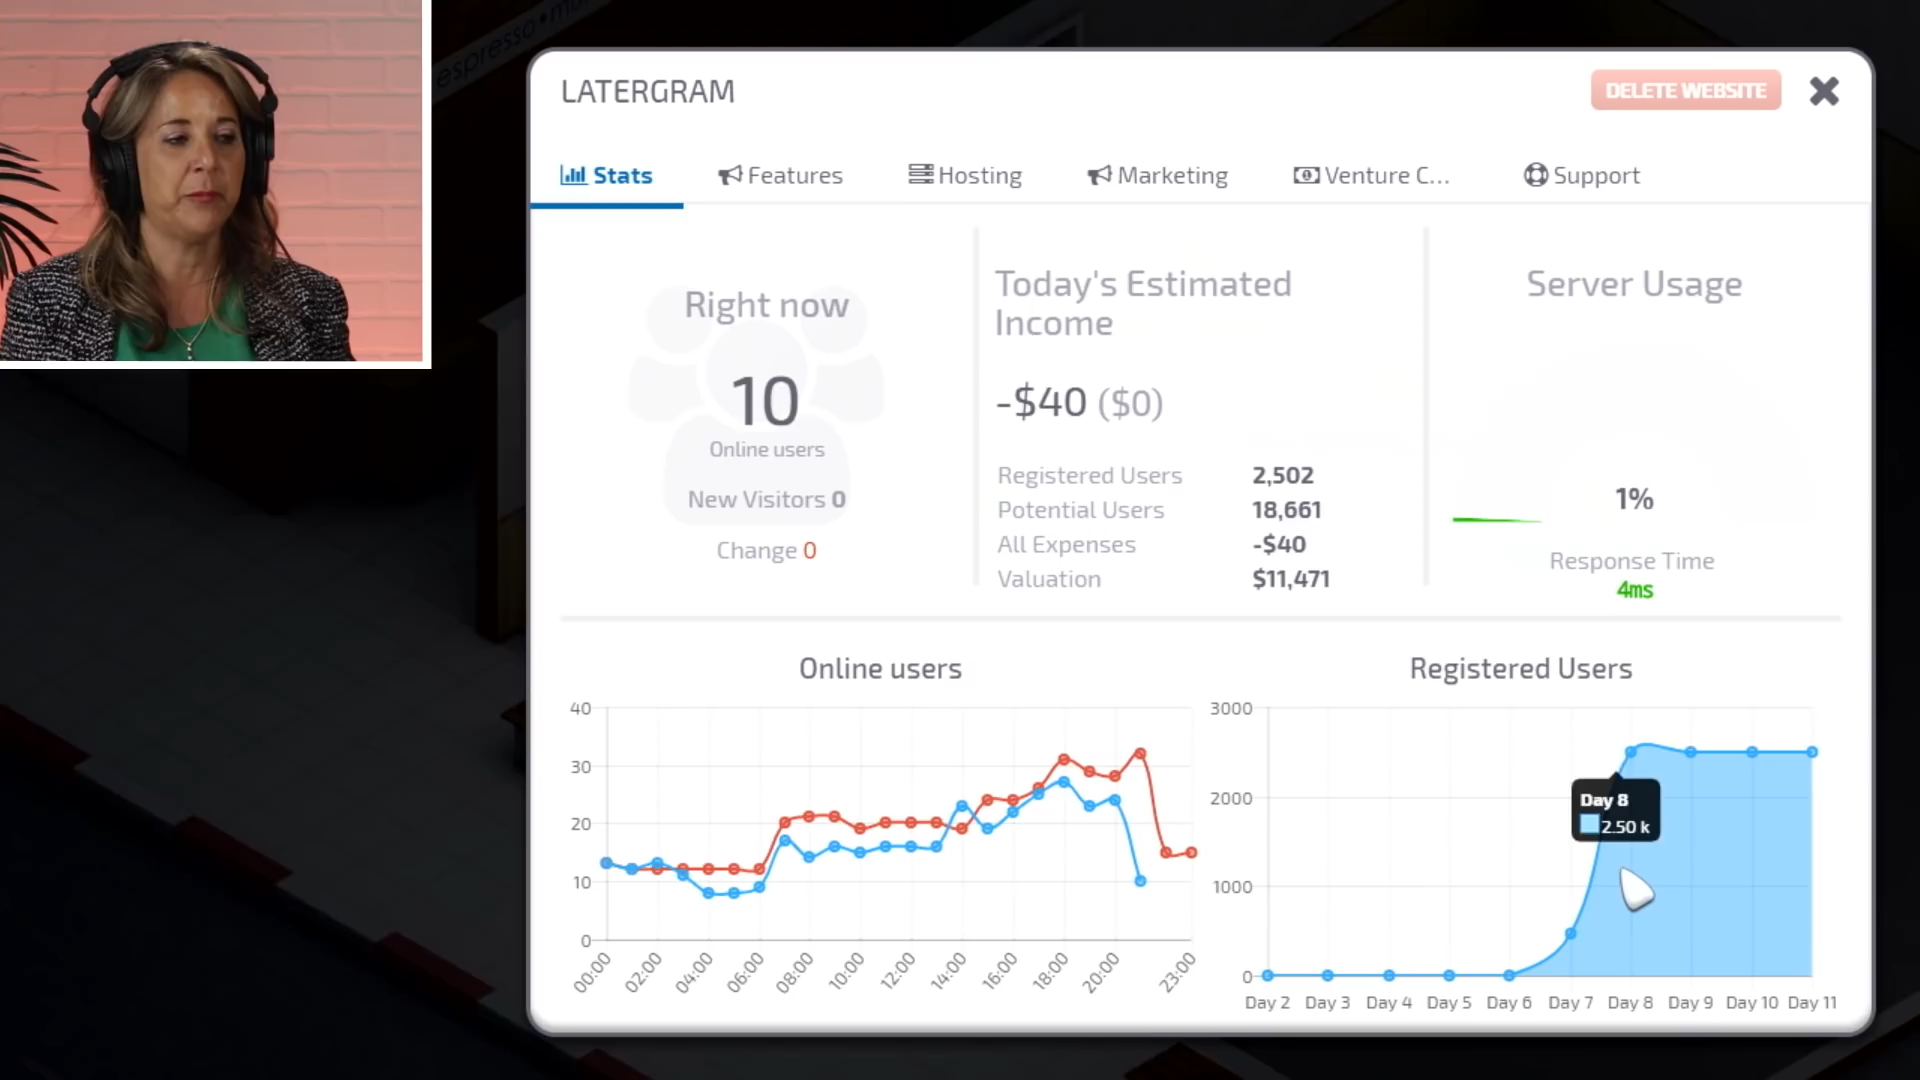 espresso • mu
LATERGRAM
DELETE WEBSITE
Stats
Features
Hosting
Marketing
Venture C...
Support
Right now
10
Online users
New Visitors 0
Change 0
Today's Estimated
Income
-$40 ($0)
Registered Users 2,502
Potential Users 18,661
All Expenses -$40
Valuation $11,471
Server Usage
1%
Response Time
4ms
Online users
40
30
20
10
0
00:00 02:00 04:00 06:00 08:00 10:00 12:00 14:00 16:00 18:00 20:00 23:00
Registered Users
3000
2000
1000
0
Day 8
2.50 k
Day 2 Day 3 Day 4 Day 5 Day 6 Day 7 Day 8 Day 9 Day 10 Day 11